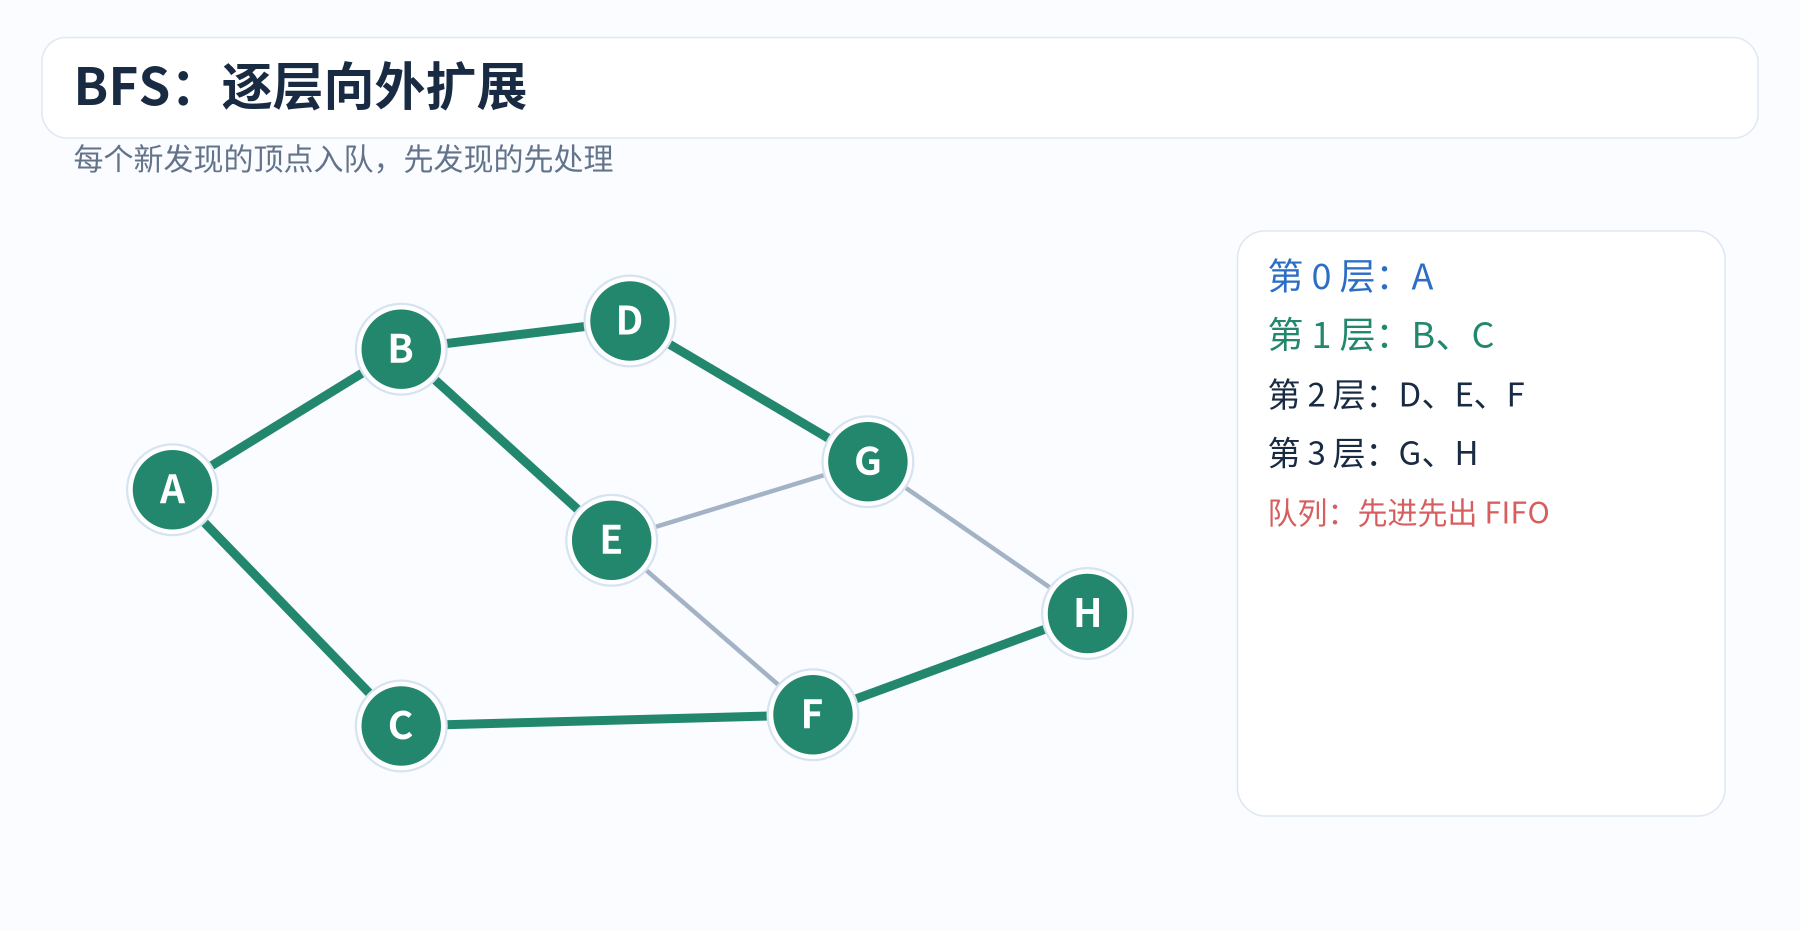 BFS：逐层向外扩展
每个新发现的顶点入队，先发现的先处理
第 0 层：A
第 1 层：B、C
第 2 层：D、E、F
第 3 层：G、H
队列：先进先出 FIFO
D
B
G
A
E
H
F
C